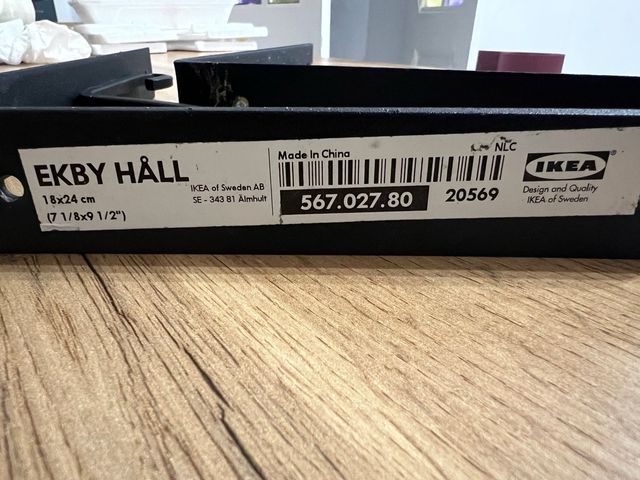 EKBY HÅLL
18x24 cm
(7 1/8x9 1/2")
IKEA of Sweden AB
SE - 343 81 Älmhult
Made In China
NLC
567.027.80
20569
IKEA®
Design and Quality
IKEA of Sweden